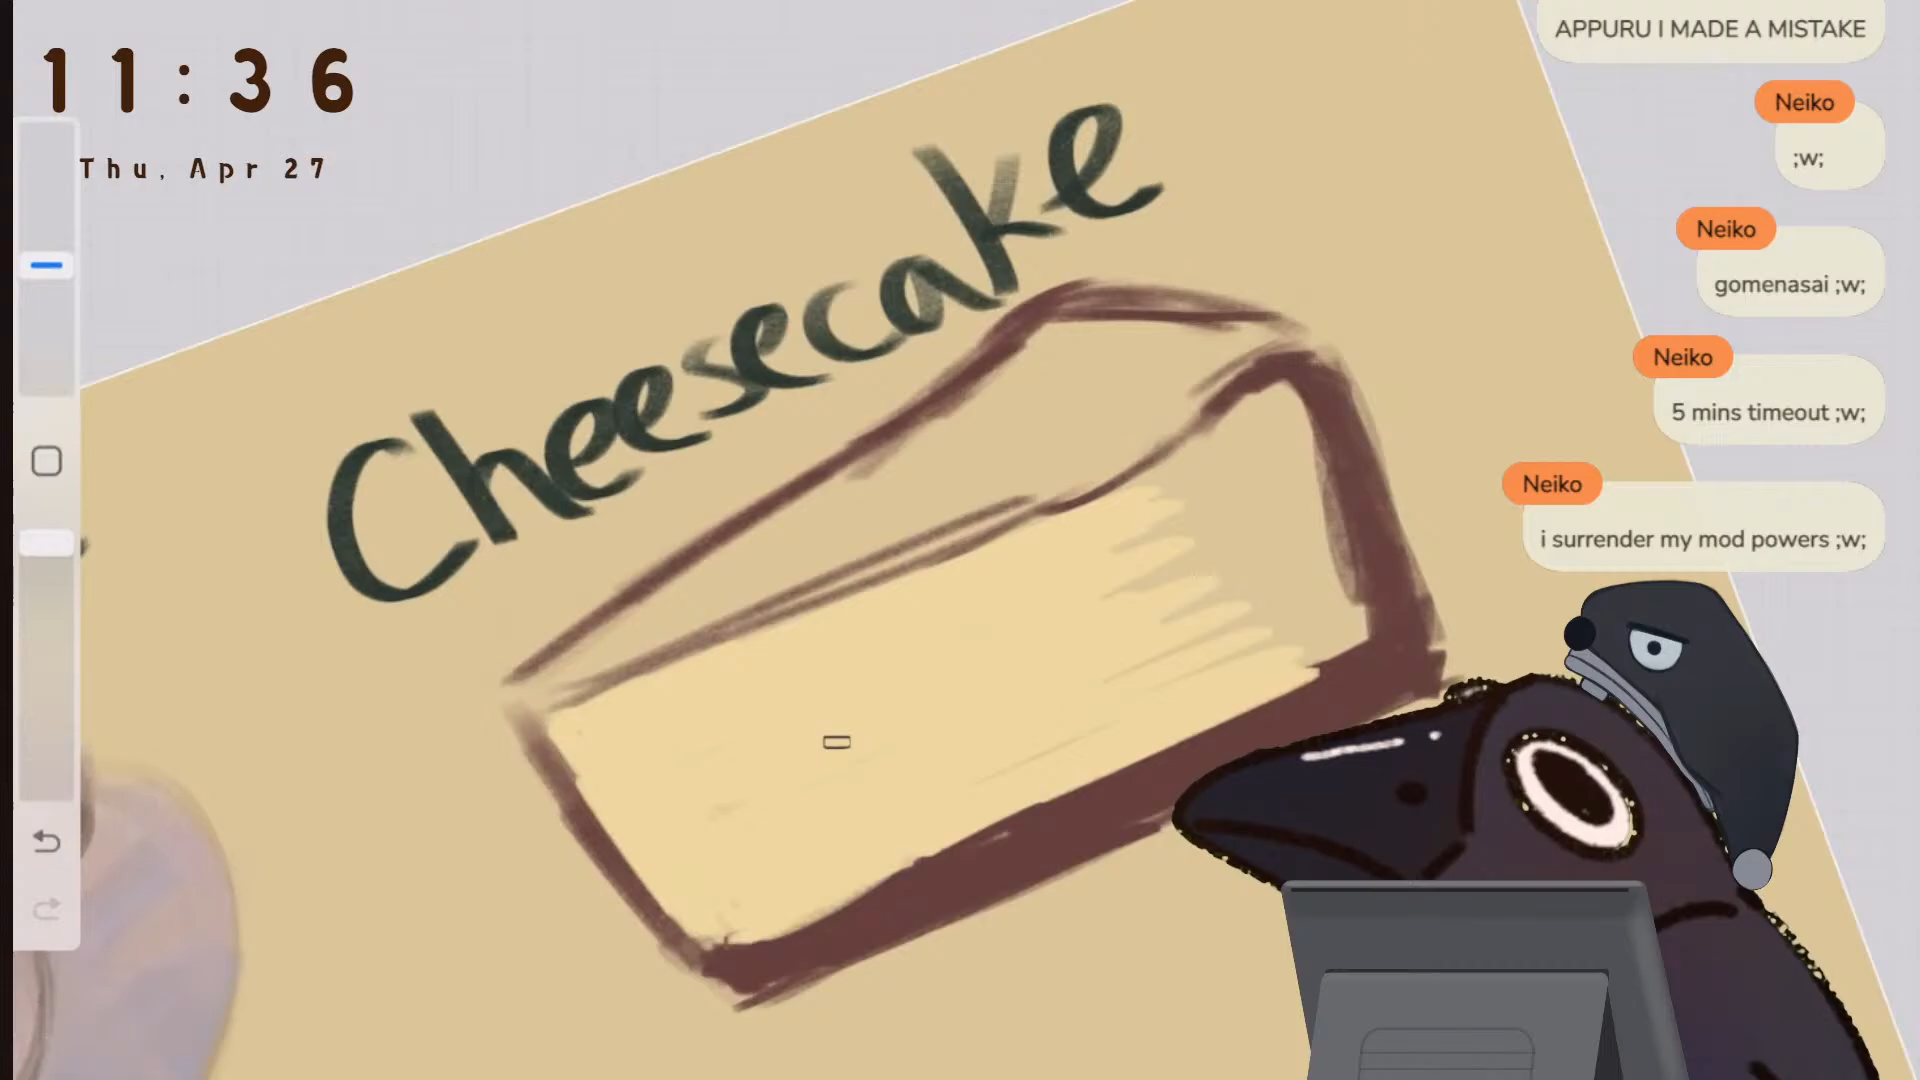 11:36
Thu, Apr 27
Cheesecake
APPURU I MADE A MISTAKE
Neiko
;w;
Neiko
gomenasai ;w;
Neiko
5 mins timeout ;w;
Neiko
i surrender my mod powers ;w;